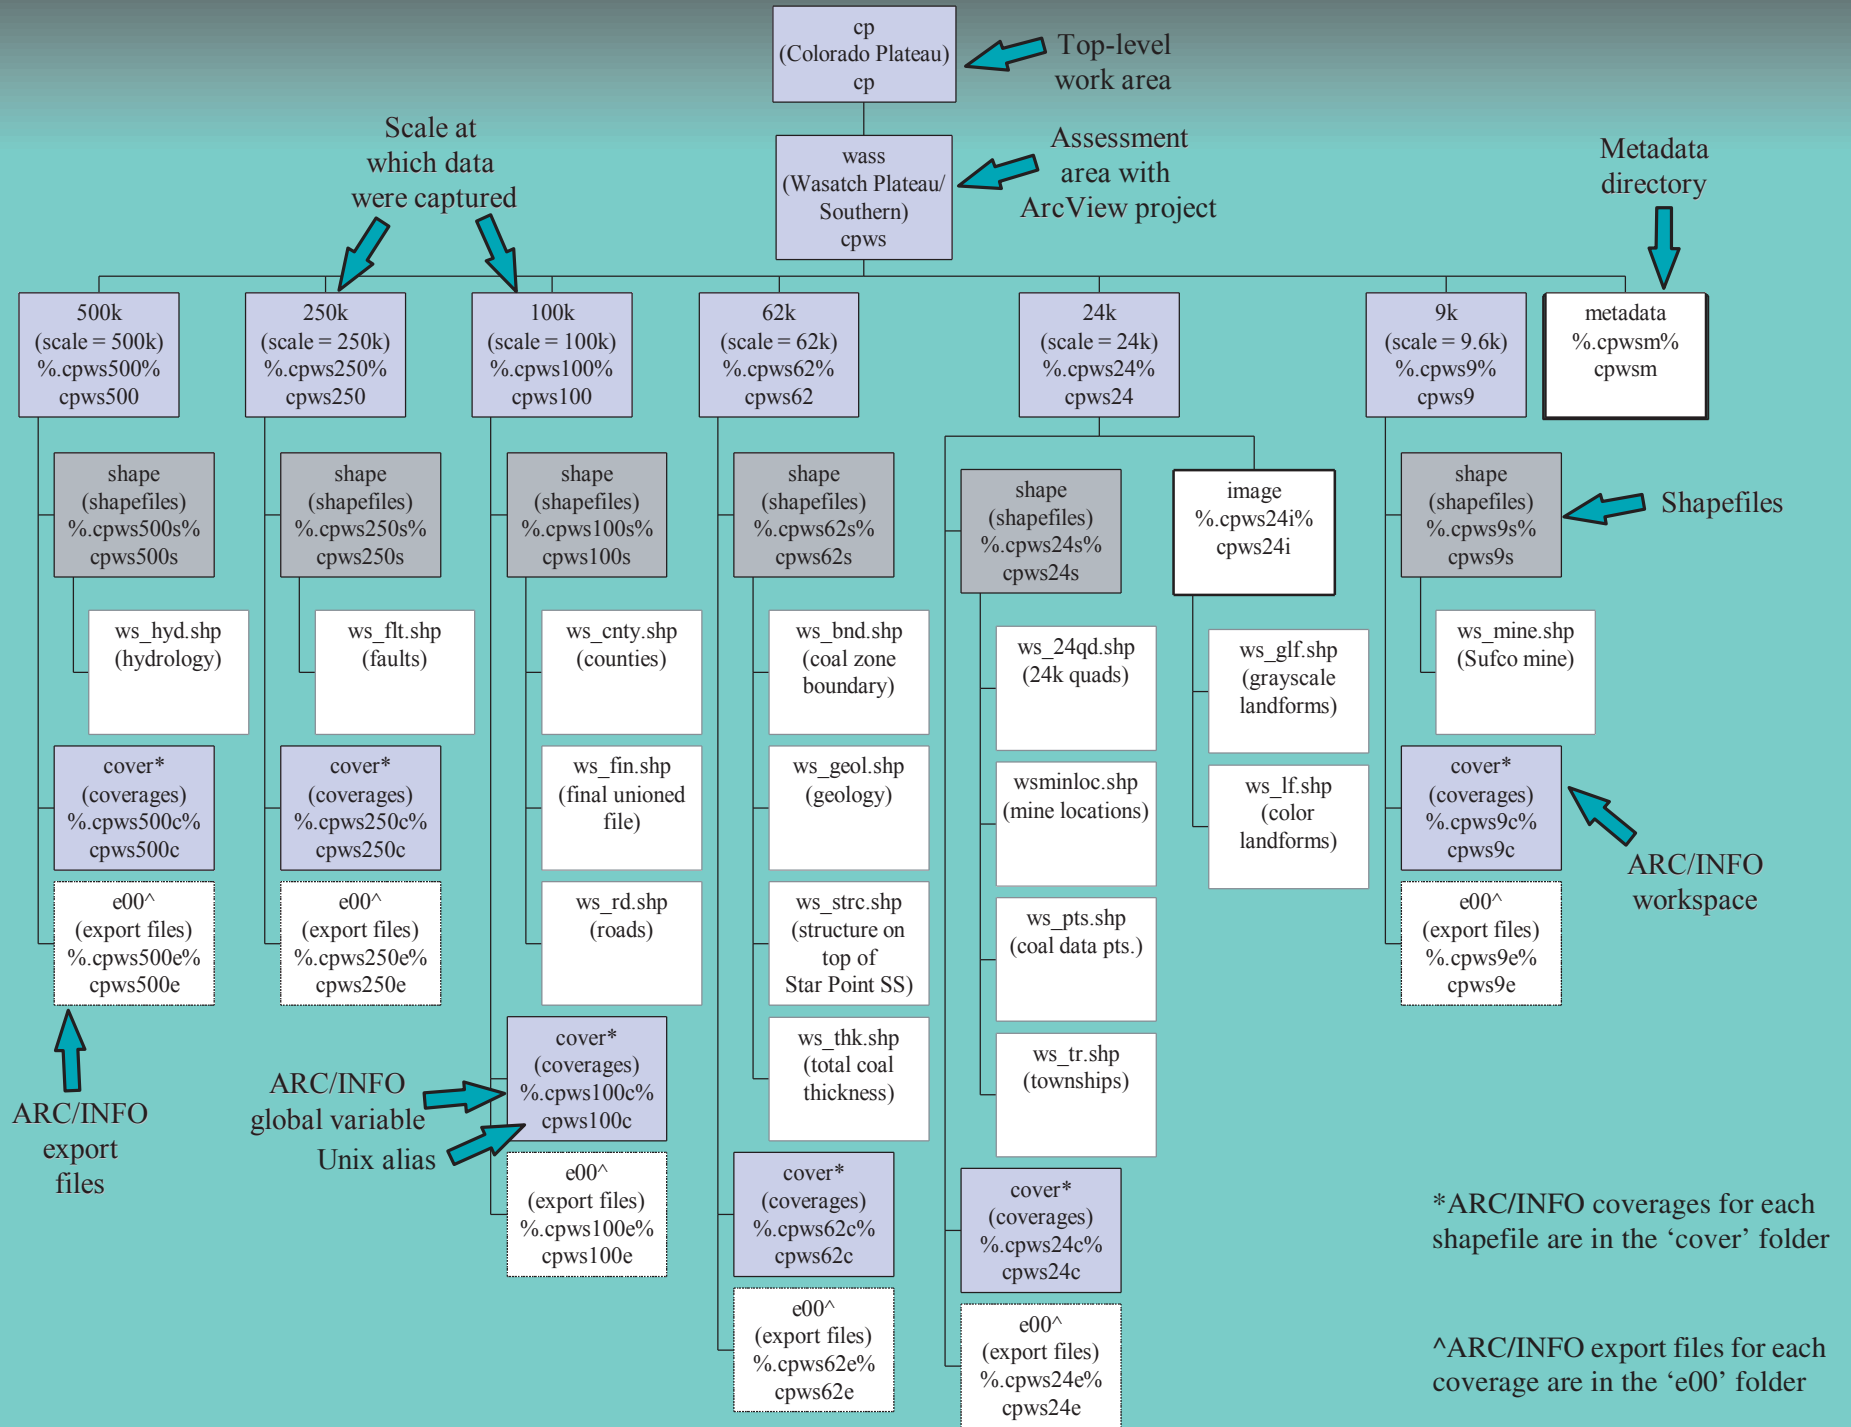 cp
(Colorado Plateau)
cp
Top-level
work area
wass
(Wasatch Plateau/
Southern)
cpws
Assessment
area with
ArcView project
Scale at
which data
were captured
Metadata
directory
500k
(scale = 500k)
%.cpws500%
cpws500
250k
(scale = 250k)
%.cpws250%
cpws250
100k
(scale = 100k)
%.cpws100%
cpws100
62k
(scale = 62k)
%.cpws62%
cpws62
24k
(scale = 24k)
%.cpws24%
cpws24
9k
(scale = 9.6k)
%.cpws9%
cpws9
metadata
%.cpwsm%
cpwsm
shape
(shapefiles)
%.cpws500s%
cpws500s
ws_hyd.shp
(hydrology)
cover*
(coverages)
%.cpws500c%
cpws500c
e00^
(export files)
%.cpws500e%
cpws500e
ARC/INFO
export
files
shape
(shapefiles)
%.cpws250s%
cpws250s
ws_flt.shp
(faults)
cover*
(coverages)
%.cpws250c%
cpws250c
e00^
(export files)
%.cpws250e%
cpws250e
shape
(shapefiles)
%.cpws100s%
cpws100s
ws_cnty.shp
(counties)
ws_fin.shp
(final unioned
file)
ws_rd.shp
(roads)
cover*
(coverages)
%.cpws100c%
cpws100c
ARC/INFO
global variable
Unix alias
e00^
(export files)
%.cpws100e%
cpws100e
shape
(shapefiles)
%.cpws62s%
cpws62s
ws_bnd.shp
(coal zone
boundary)
ws_geol.shp
(geology)
ws_strc.shp
(structure on
top of
Star Point SS)
ws_thk.shp
(total coal
thickness)
cover*
(coverages)
%.cpws62c%
cpws62c
e00^
(export files)
%.cpws62e%
cpws62e
shape
(shapefiles)
%.cpws24s%
cpws24s
ws_24qd.shp
(24k quads)
wsminloc.shp
(mine locations)
ws_pts.shp
(coal data pts.)
ws_tr.shp
(townships)
cover*
(coverages)
%.cpws24c%
cpws24c
e00^
(export files)
%.cpws24e%
cpws24e
image
%.cpws24i%
cpws24i
ws_glf.shp
(grayscale
landforms)
ws_lf.shp
(color
landforms)
shape
(shapefiles)
%.cpws9s%
cpws9s
Shapefiles
ws_mine.shp
(Sufco mine)
cover*
(coverages)
%.cpws9c%
cpws9c
ARC/INFO
workspace
e00^
(export files)
%.cpws9e%
cpws9e
*ARC/INFO coverages for each
shapefile are in the ‘cover’ folder
^ARC/INFO export files for each
coverage are in the ‘e00’ folder